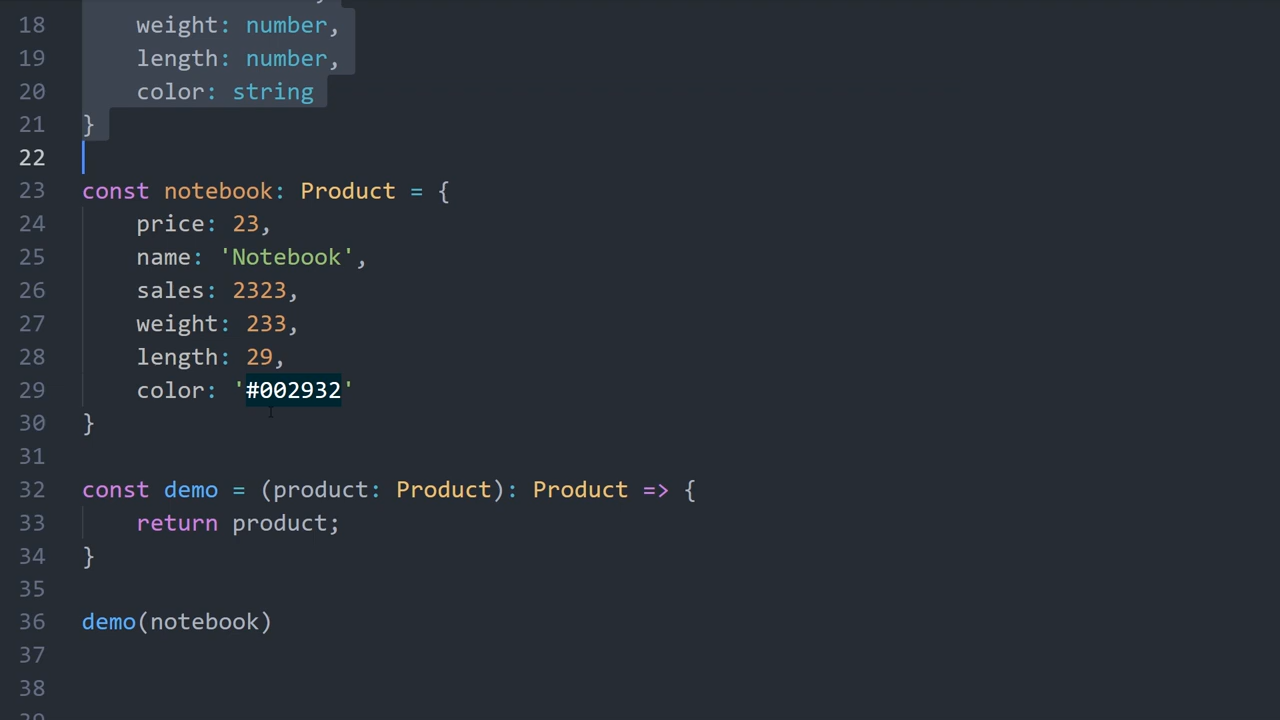 18 weight: number,
19 length: number,
20 color: string
21 }
22
23 const notebook: Product = {
24 price: 23,
25 name: 'Notebook',
26 sales: 2323,
27 weight: 233,
28 length: 29,
29 color: '#002932'
30 }
31
32 const demo = (product: Product): Product => {
33 return product;
34 }
35
36 demo(notebook)
37
38